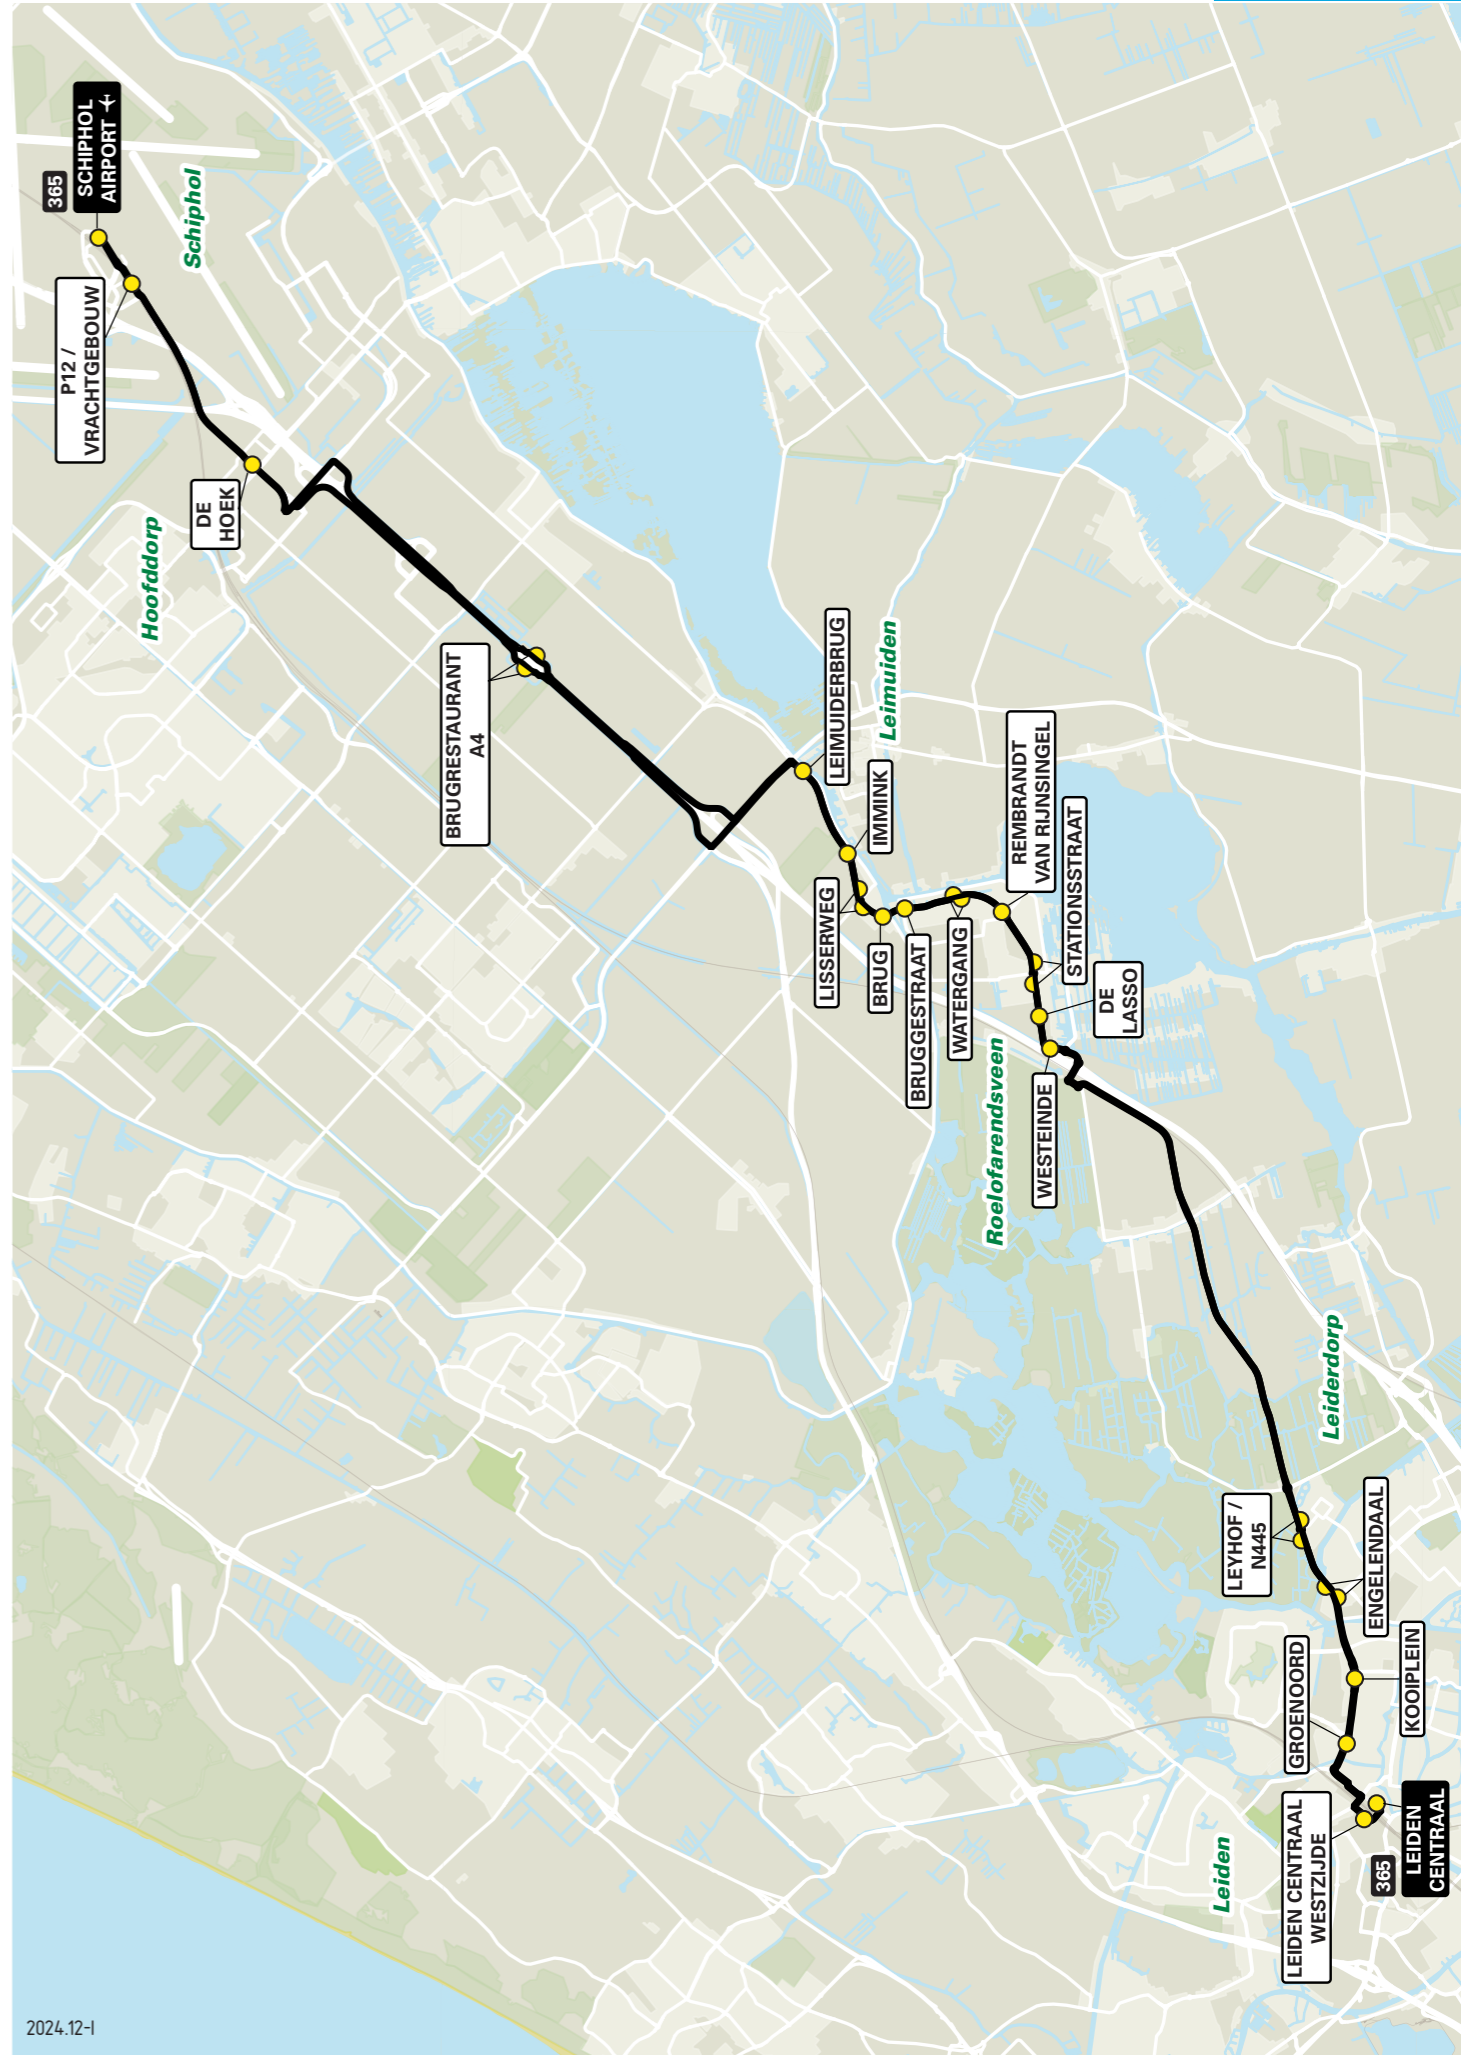 365
SCHIPHOL
AIRPORT
P12 /
VRACHTGEBOUW
Schiphol
DE
HOEK
Hoofddorp
BRUGRESTAURANT
A4
LEIMUIDERBRUG
Leimuiden
IMMINK
LISSERWEG
BRUG
BRUGGESTRAAT
WATERGANG
REMBRANDT
VAN RIJNSINGEL
STATIONSSTRAAT
DE
LASSO
WESTEINDE
Roelofarendsveen
Leiderdorp
LEYHOF /
N445
ENGELENDAAL
KOOIPLEIN
GROENOORD
LEIDEN CENTRAAL
WESTZIJDE
Leiden
365
LEIDEN
CENTRAAL
2024.12-I